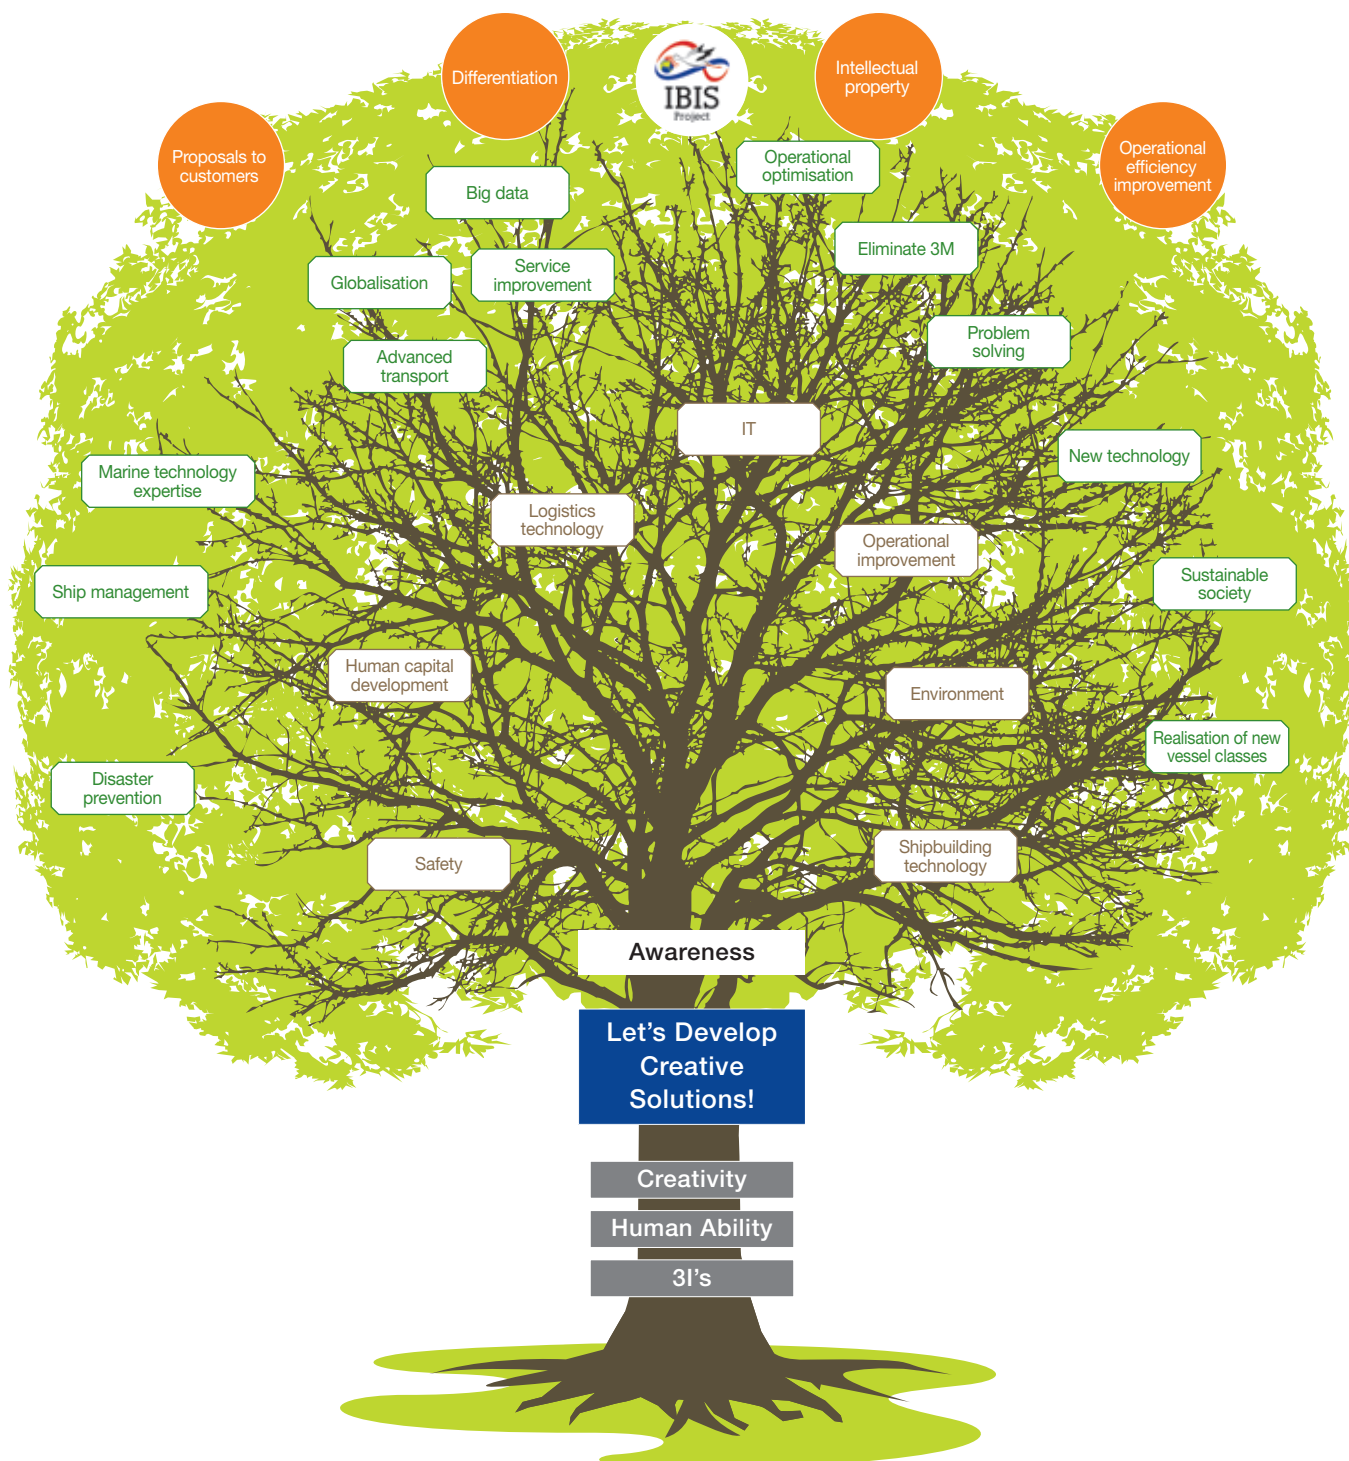 Proposals to
customers
Differentiation
IBIS
Project
Intellectual
property
Operational
efficiency
improvement
Big data
Operational
optimisation
Globalisation
Service
improvement
Eliminate 3M
Advanced
transport
Problem
solving
IT
Marine technology
expertise
Logistics
technology
Operational
improvement
New technology
Ship management
Sustainable
society
Human capital
development
Environment
Realisation of new
vessel classes
Disaster
prevention
Safety
Shipbuilding
technology
Awareness
Let's Develop
Creative
Solutions!
Creativity
Human Ability
3I's